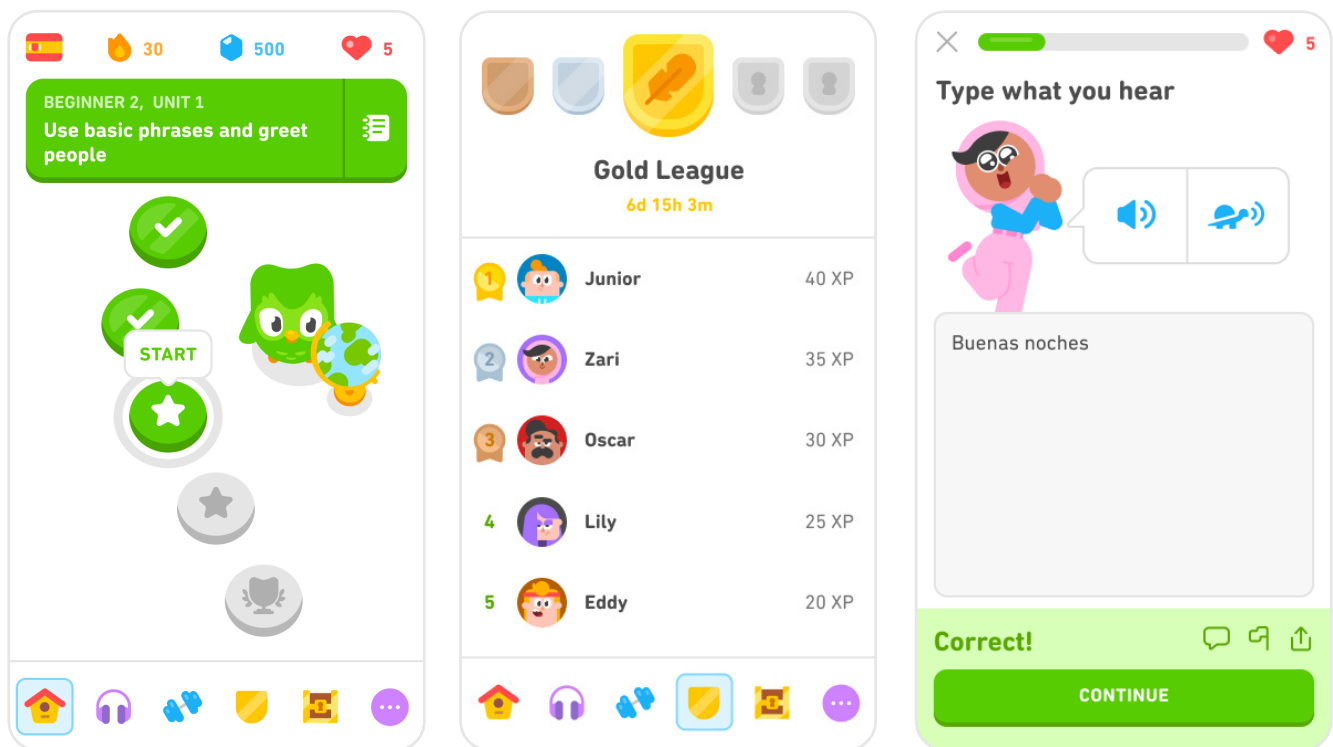 30 500 5
BEGINNER 2, UNIT 1
Use basic phrases and greet
people
START
Gold League
6d 15h 3m
1 Junior 40 XP
2 Zari 35 XP
3 Oscar 30 XP
4 Lily 25 XP
5 Eddy 20 XP
5
Type what you hear
Buenas noches
Correct!
CONTINUE